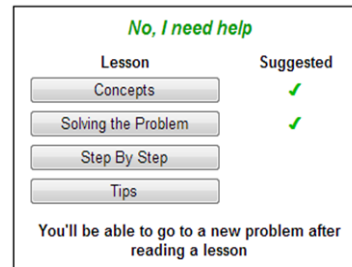 No, I need help
Lesson Suggested
Concepts ✓
Solving the Problem ✓
Step By Step
Tips
You'll be able to go to a new problem after
reading a lesson